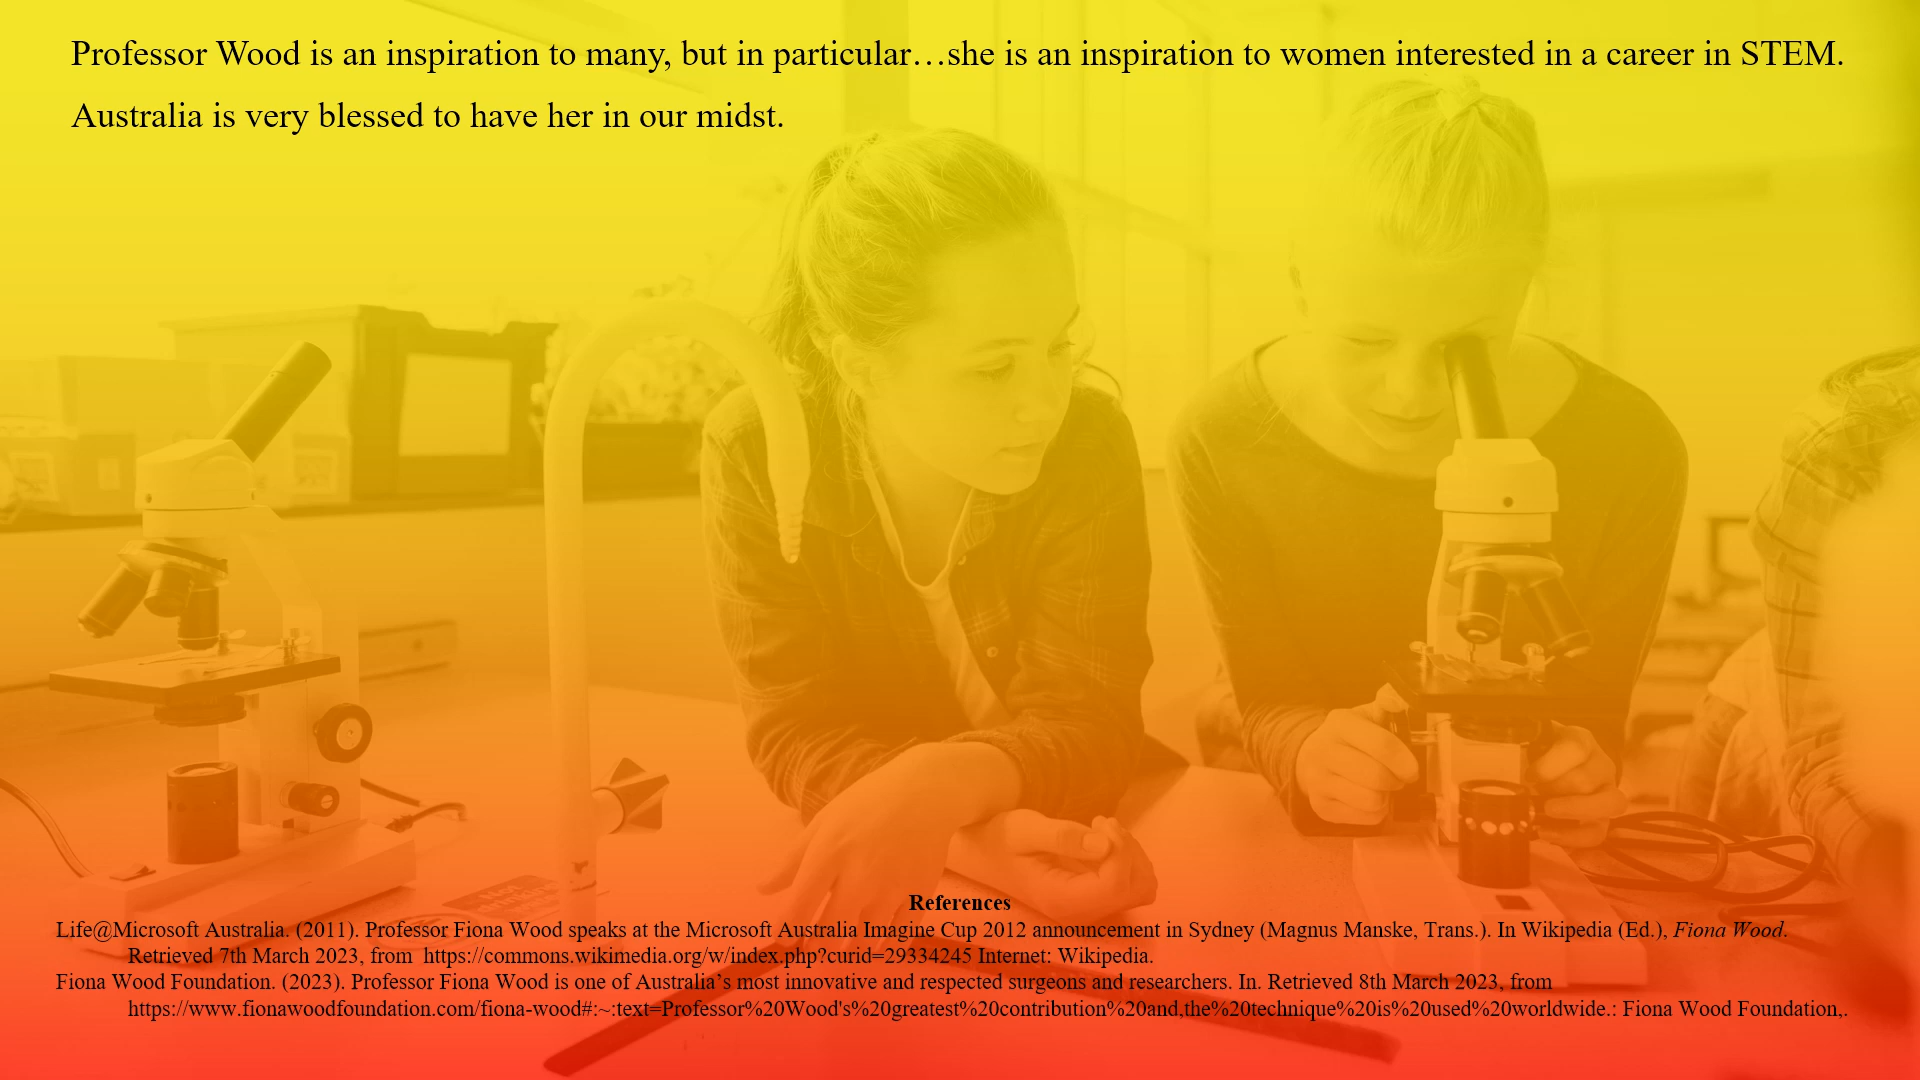 Professor Wood is an inspiration to many, but in particular…she is an inspiration to women interested in a career in STEM.
Australia is very blessed to have her in our midst.
References
Life@Microsoft Australia. (2011). Professor Fiona Wood speaks at the Microsoft Australia Imagine Cup 2012 announcement in Sydney (Magnus Manske, Trans.). In Wikipedia (Ed.), Fiona Wood.
Retrieved 7th March 2023, from  https://commons.wikimedia.org/w/index.php?curid=29334245 Internet: Wikipedia.
Fiona Wood Foundation. (2023). Professor Fiona Wood is one of Australia’s most innovative and respected surgeons and researchers. In. Retrieved 8th March 2023, from
https://www.fionawoodfoundation.com/fiona-wood#:~:text=Professor%20Wood's%20greatest%20contribution%20and,the%20technique%20is%20used%20worldwide.: Fiona Wood Foundation,.